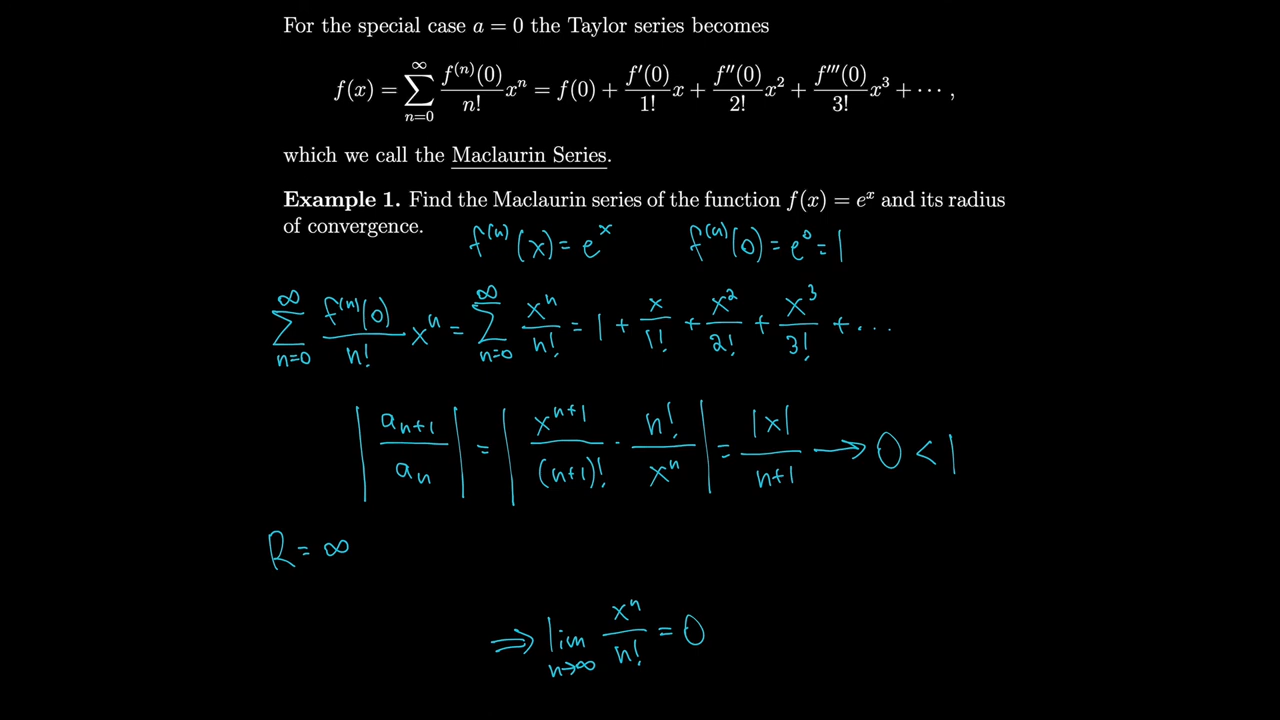 For the special case a = 0 the Taylor series becomes
f(x) = ∑_{n=0}^{∞} f^{(n)}(0)/n! x^n = f(0) + f′(0)/1! x + f″(0)/2! x^2 + f‴(0)/3! x^3 + ⋯ ,
which we call the Maclaurin Series.
Example 1. Find the Maclaurin series of the function f(x) = e^x and its radius
of convergence.
f^{(n)}(x) = e^x f^{(n)}(0) = e^0 = 1
∑_{n=0}^{∞} f^{(n)}(0)/n! x^n = ∑_{n=0}^{∞} x^n/n! = 1 + x/1! + x^2/2! + x^3/3! + ...
|a_{n+1}/a_n| = |x^{n+1}/(n+1)! · n!/x^n| = |x|/n+1 → 0 < 1
R = ∞
⇒ lim_{n→∞} x^n/n! = 0